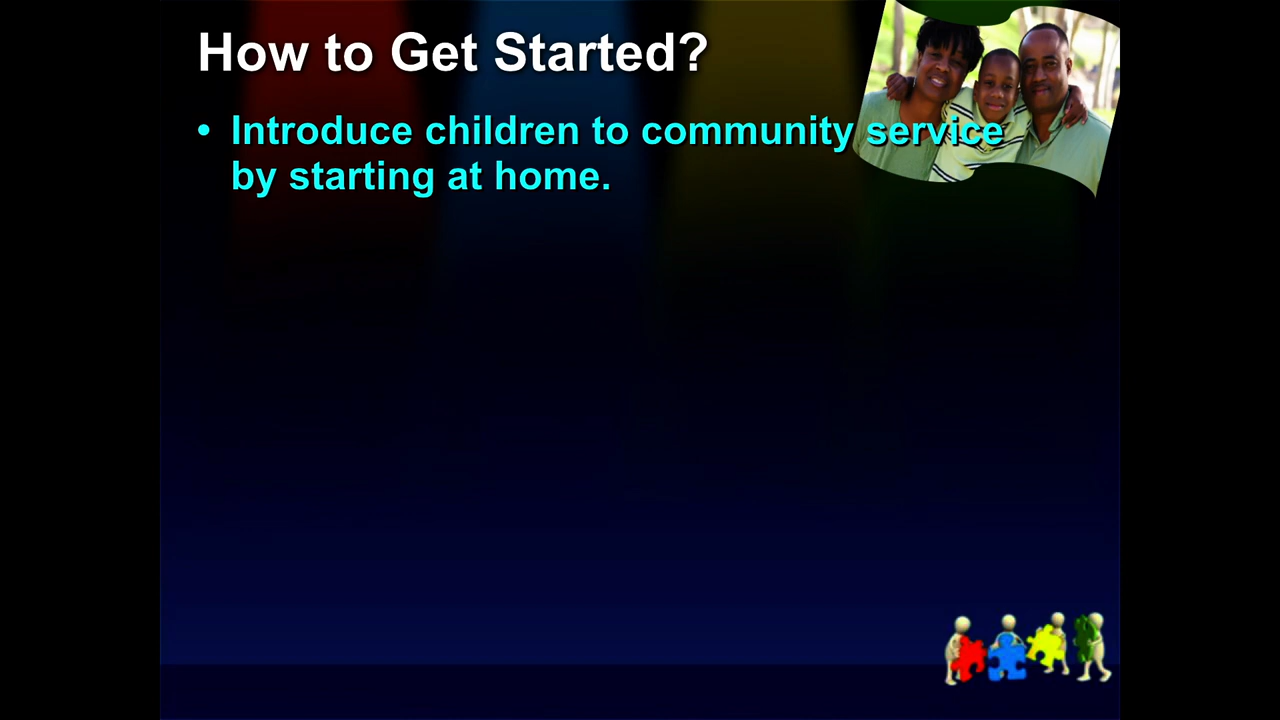 How to Get Started?
• Introduce children to community service
by starting at home.